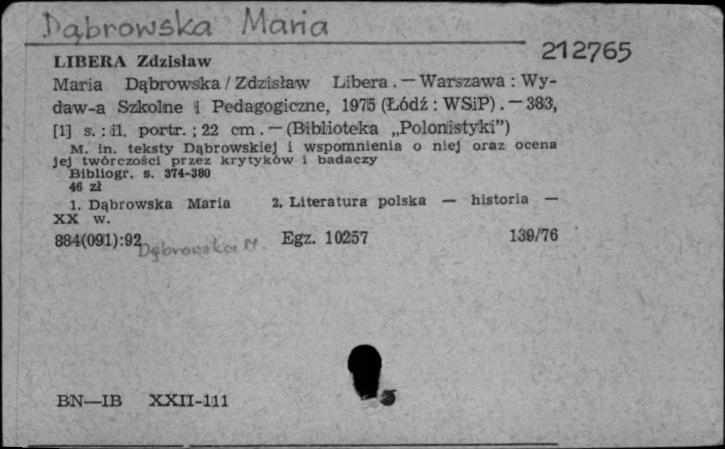 Dąbrowska Maria
212765
LIBERA Zdzisław
Maria Dąbrowska / Zdzisław Libera . — Warszawa : Wy-
daw-a Szkolne i Pedagogiczne, 1975 (Łódź : WSiP) . — 383,
[1] s. : il. portr. ; 22 cm . — (Biblioteka „Polonistyki”)
M. in. teksty Dąbrowskiej i wspomnienia o niej oraz ocena
jej twórczości przez krytyków i badaczy
Bibliogr. s. 374-380
46 zł
1. Dąbrowska Maria 2. Literatura polska — historia —
XX w.
884(091):92 Dąbrowska M. Egz. 10257 139/76
BN—IB XXII-111